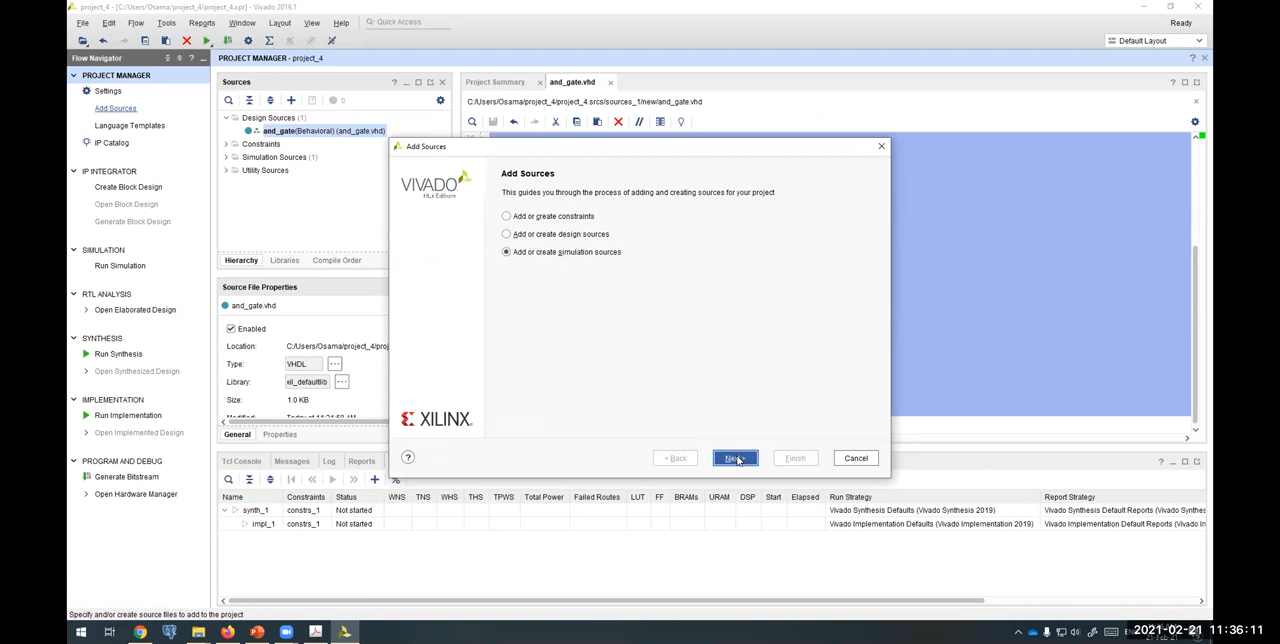 project_4 - [C:/Users/Osama/project_4/project_4.xpr] - Vivado 2019.1
File Edit Flow Tools Reports Window Layout View Help Quick Access Ready
Default Layout
Flow Navigator PROJECT MANAGER - project_4
PROJECT MANAGER
Settings
Add Sources
Language Templates
IP Catalog
IP INTEGRATOR
Create Block Design
Open Block Design
Generate Block Design
SIMULATION
Run Simulation
RTL ANALYSIS
Open Elaborated Design
SYNTHESIS
Run Synthesis
Open Synthesized Design
IMPLEMENTATION
Run Implementation
Open Implemented Design
PROGRAM AND DEBUG
Generate Bitstream
Open Hardware Manager
Sources
0
Design Sources (1)
and_gate(Behavioral) (and_gate.vhd)
Constraints
Simulation Sources (1)
Utility Sources
Hierarchy Libraries Compile Order
Source File Properties
and_gate.vhd
Enabled
Location: C:/Users/Osama/project_4/proj
Type: VHDL
Library: xil_defaultlib
Size: 1.0 KB
General Properties
Project Summary and_gate.vhd
C:/Users/Osama/project_4/project_4.srcs/sources_1/new/and_gate.vhd
Add Sources
VIVADO
HLx Editions
Add Sources
This guides you through the process of adding and creating sources for your project
Add or create constraints
Add or create design sources
Add or create simulation sources
XILINX
< Back Next > Finish Cancel
Tcl Console Messages Log Reports
Name Constraints Status WNS TNS WHS THS TPWS Total Power Failed Routes LUT FF BRAMs URAM DSP Start Elapsed Run Strategy Report Strategy
synth_1 constrs_1 Not started Vivado Synthesis Defaults (Vivado Synthesis 2019) Vivado Synthesis Default Reports (Vivado Synthesis
impl_1 constrs_1 Not started Vivado Implementation Defaults (Vivado Implementation 2019) Vivado Implementation Default Reports (Vivado Impleme
Specify and/or create source files to add to the project
2021-02-21 11:36:11